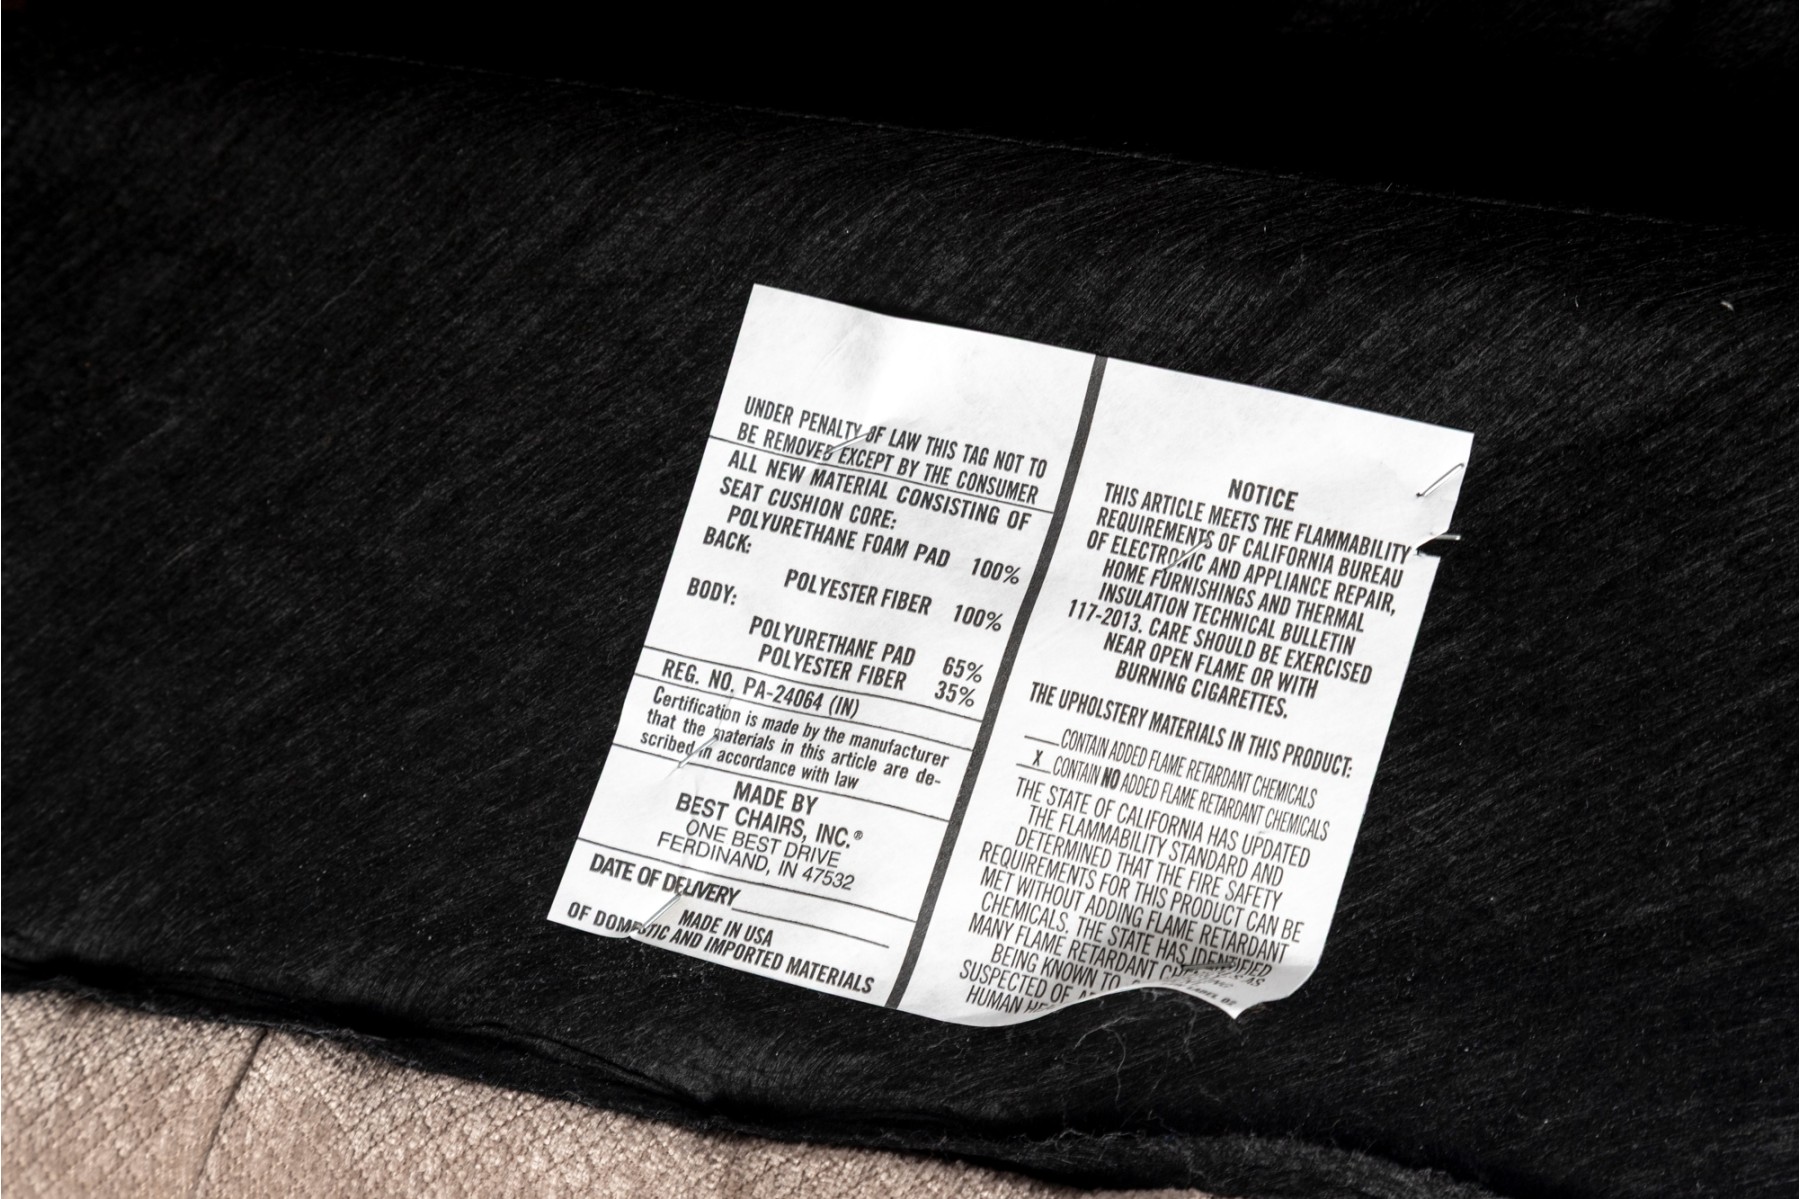 UNDER PENALTY OF LAW THIS TAG NOT TO
BE REMOVED EXCEPT BY THE CONSUMER
ALL NEW MATERIAL CONSISTING OF
SEAT CUSHION CORE:
POLYURETHANE FOAM PAD 100%
BACK:
POLYESTER FIBER 100%
BODY:
POLYURETHANE PAD 65%
POLYESTER FIBER 35%
REG. NO. PA-24064 (IN)
Certification is made by the manufacturer
that the materials in this article are de-
scribed in accordance with law
MADE BY
BEST CHAIRS, INC.®
ONE BEST DRIVE
FERDINAND, IN 47532
DATE OF DELIVERY
MADE IN USA
OF DOMESTIC AND IMPORTED MATERIALS
NOTICE
THIS ARTICLE MEETS THE FLAMMABILITY
REQUIREMENTS OF CALIFORNIA BUREAU
OF ELECTRONIC AND APPLIANCE REPAIR,
HOME FURNISHINGS AND THERMAL
INSULATION TECHNICAL BULLETIN
117-2013. CARE SHOULD BE EXERCISED
NEAR OPEN FLAME OR WITH
BURNING CIGARETTES.
THE UPHOLSTERY MATERIALS IN THIS PRODUCT:
CONTAIN ADDED FLAME RETARDANT CHEMICALS
X CONTAIN NO ADDED FLAME RETARDANT CHEMICALS
THE STATE OF CALIFORNIA HAS UPDATED
THE FLAMMABILITY STANDARD AND
DETERMINED THAT THE FIRE SAFETY
REQUIREMENTS FOR THIS PRODUCT CAN BE
MET WITHOUT ADDING FLAME RETARDANT
CHEMICALS. THE STATE HAS IDENTIFIED
MANY FLAME RETARDANT AS
BEING KNOWN TO
SUSPECTED OF
HUMAN